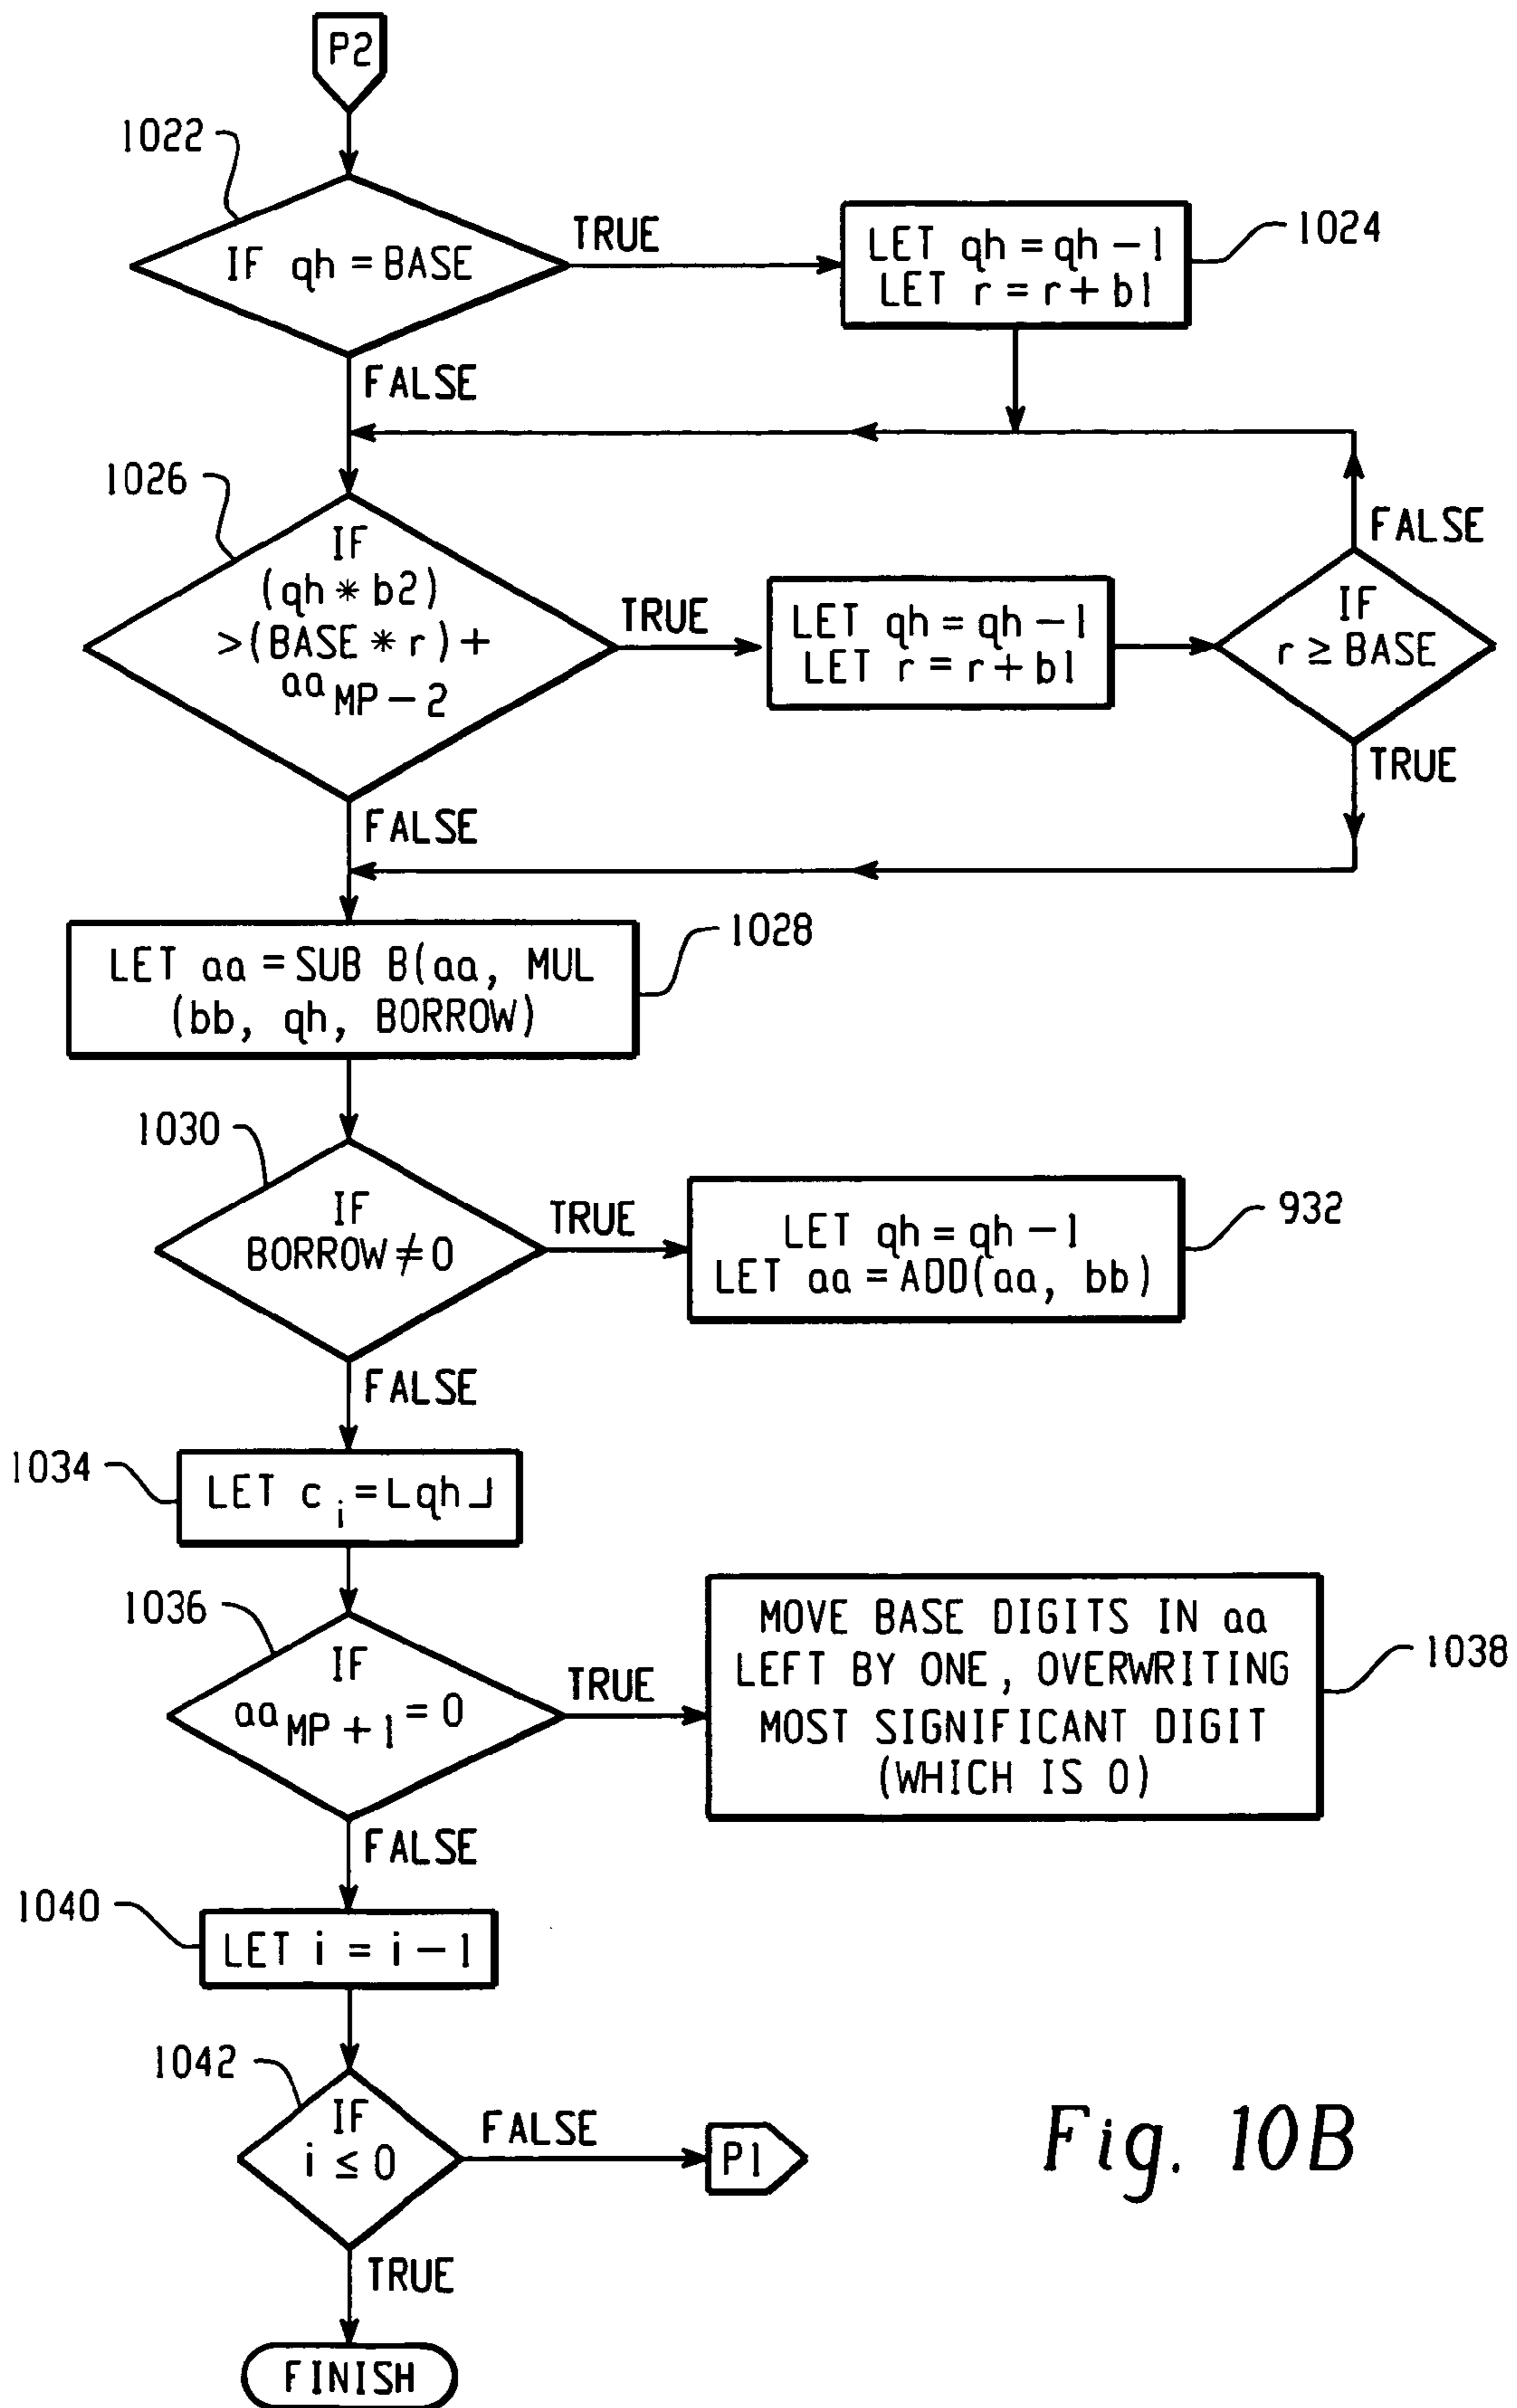 P2
1022
IF qh = BASE
TRUE
LET qh = qh - 1
LET r = r + b1
1024
FALSE
1026
IF
(qh * b2)
>(BASE * r) +
aa MP - 2
TRUE
LET qh = qh - 1
LET r = r + b1
FALSE
IF
r ≥ BASE
TRUE
FALSE
LET aa = SUB B(aa, MUL
(bb, qh, BORROW)
1028
1030
IF
BORROW ≠ 0
TRUE
LET qh = qh - 1
LET aa = ADD(aa, bb)
932
FALSE
1034
LET c i = ⌊qh⌋
1036
IF
aa MP + 1 = 0
TRUE
MOVE BASE DIGITS IN aa
LEFT BY ONE, OVERWRITING
MOST SIGNIFICANT DIGIT
(WHICH IS 0)
1038
FALSE
1040
LET i = i - 1
1042
IF
i ≤ 0
FALSE
P1
TRUE
FINISH
Fig. 10B